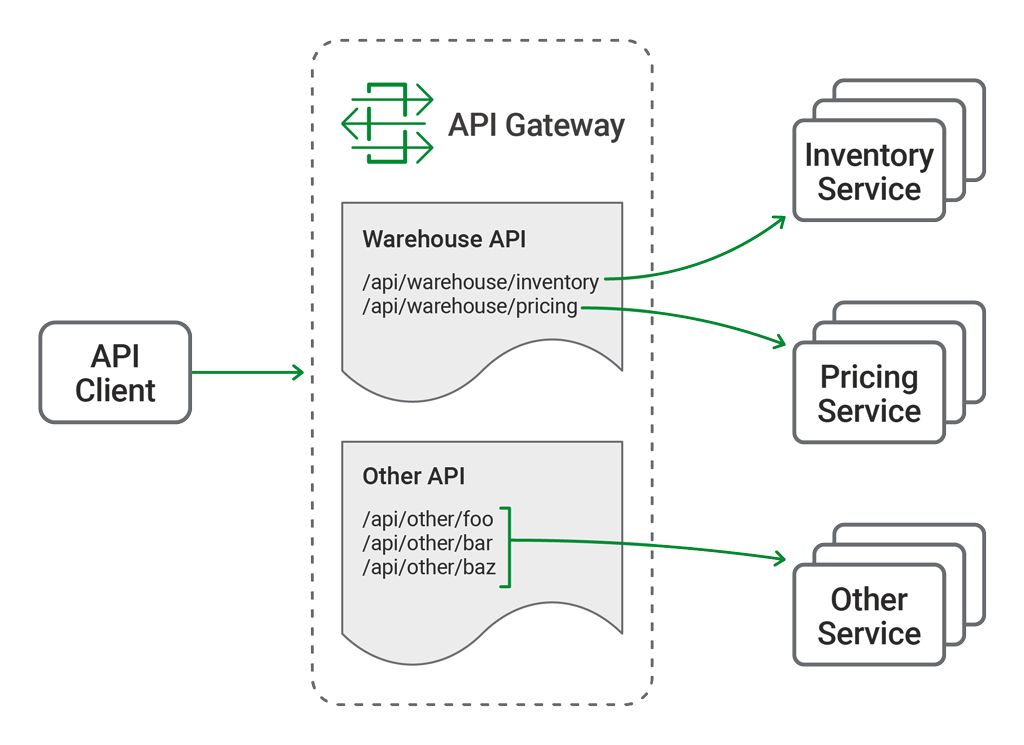 API Gateway
Warehouse API
/api/warehouse/inventory
/api/warehouse/pricing
API
Client
Other API
/api/other/foo
/api/other/bar
/api/other/baz
Inventory
Service
Pricing
Service
Other
Service